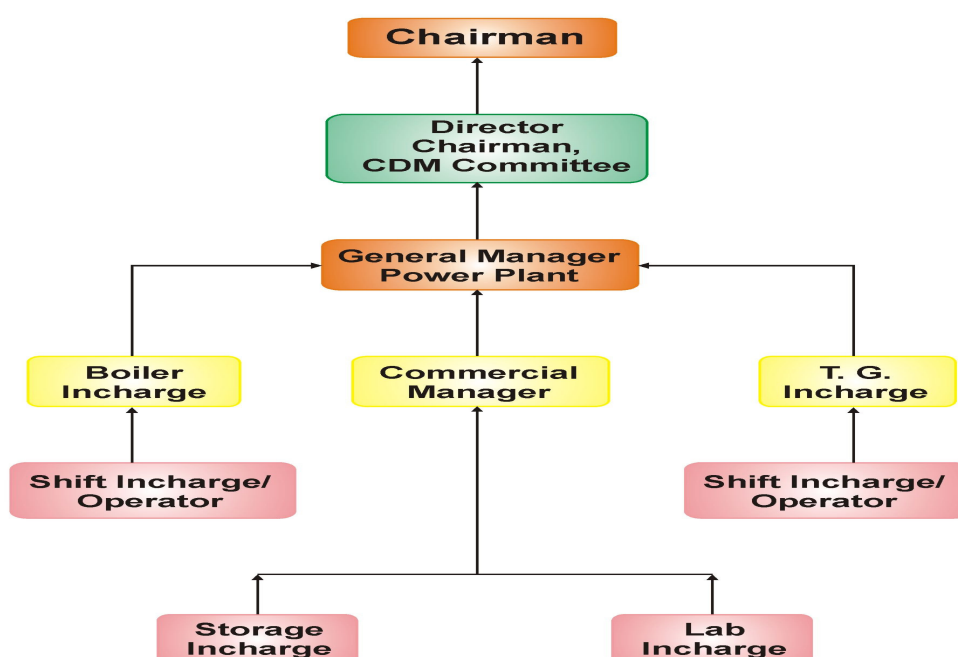 Chairman
Director
Chairman,
CDM Committee
General Manager
Power Plant
Boiler
Incharge
Commercial
Manager
T. G.
Incharge
Shift Incharge/
Operator
Shift Incharge/
Operator
Storage
Incharge
Lab
Incharge